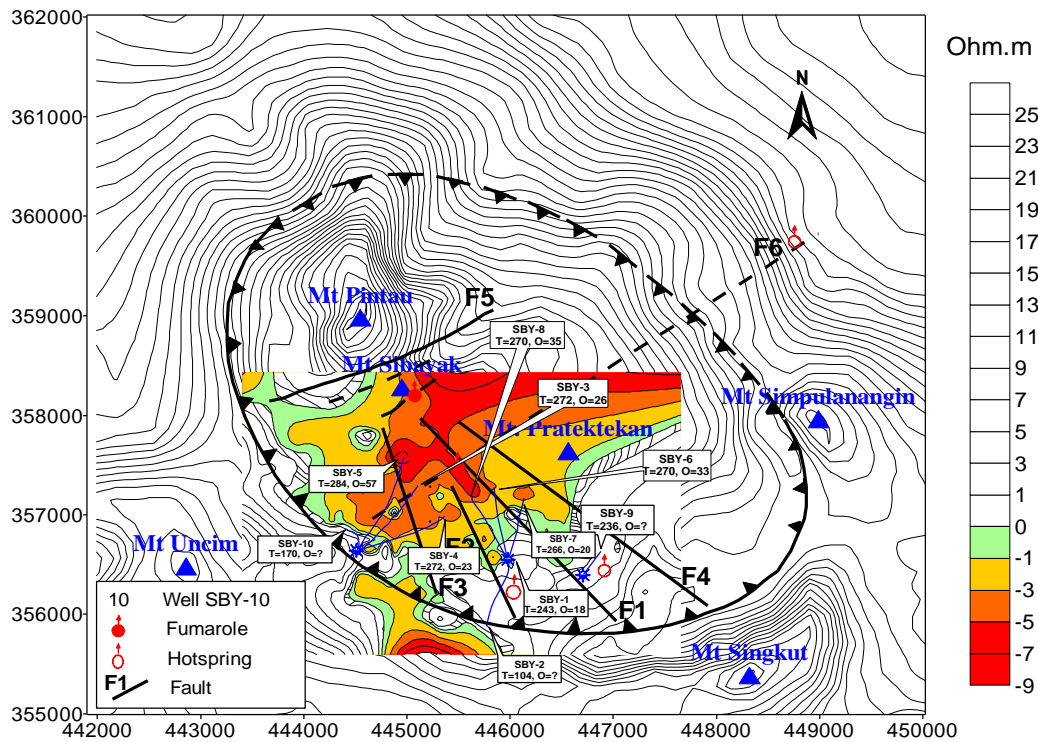 362000
361000
360000
359000
358000
357000
356000
355000
442000 443000 444000 445000 446000 447000 448000 449000 450000
N
Ohm.m
25
23
21
19
17
15
13
11
9
7
5
3
1
0
-1
-3
-5
-7
-9
F6
Mt Pintau
F5
SBY-8
T=270, O=35
Mt Sibayak
SBY-3
T=272, O=26
Mt Simpulanangin
Mt. Pratektekan
SBY-6
T=270, O=33
SBY-5
T=284, O=57
SBY-9
T=236, O=?
SBY-10
T=170, O=?
Mt Uncim
F2
SBY-4
T=272, O=23
SBY-7
T=266, O=20
F3
F4
SBY-1
T=243, O=18
F1
SBY-2
T=104, O=?
Mt Singkut
10 Well SBY-10
Fumarole
Hotspring
F1 Fault